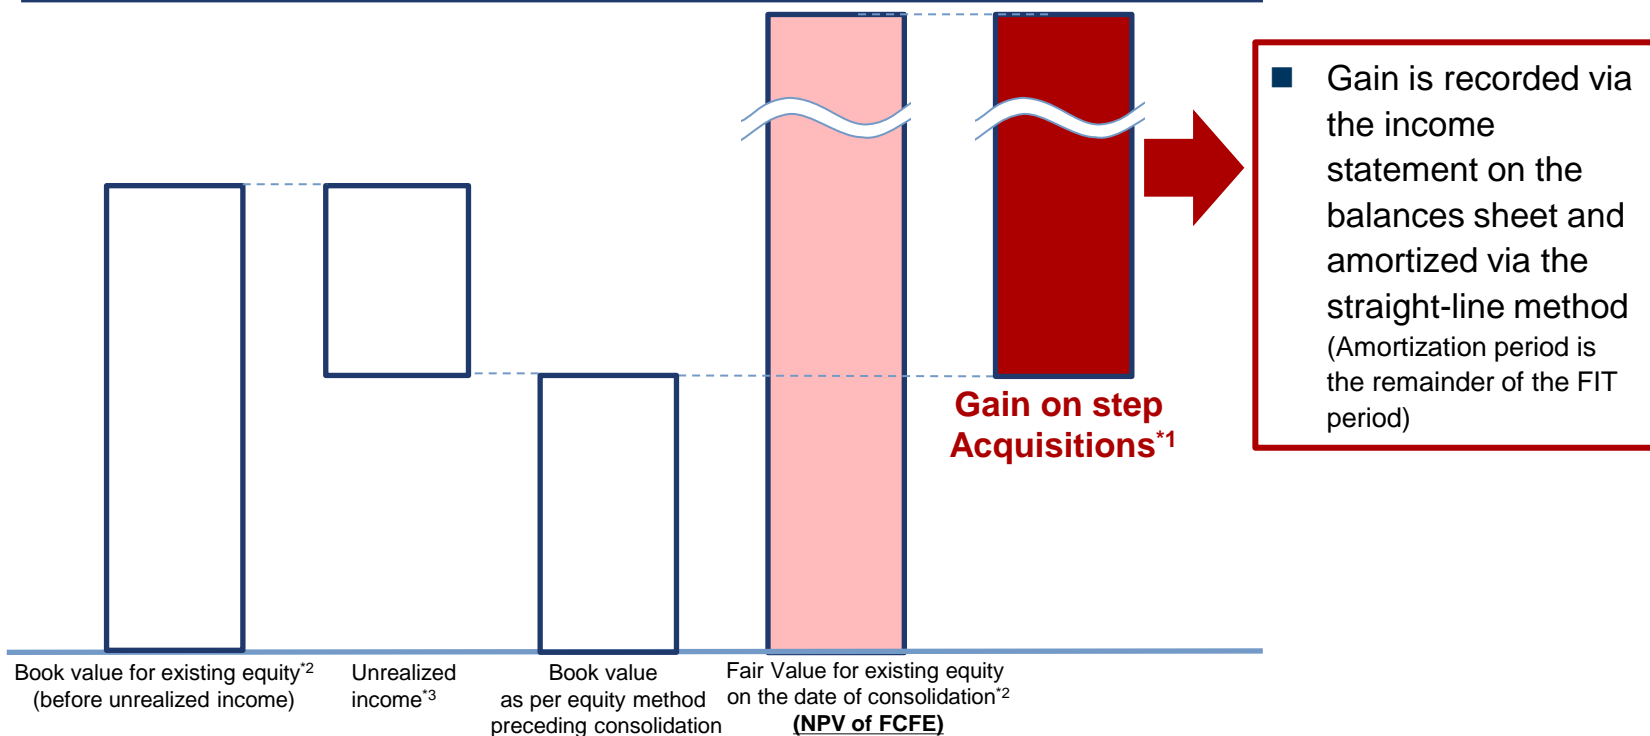 ■ Gain is recorded via
the income
statement on the
balances sheet and
amortized via the
straight-line method
(Amortization period is
the remainder of the FIT
period)
Gain on step
Acquisitions*1
Book value for existing equity*2
(before unrealized income)
Unrealized
income*3
Book value
as per equity method
preceding consolidation
Fair Value for existing equity
on the date of consolidation*2
(NPV of FCFE)